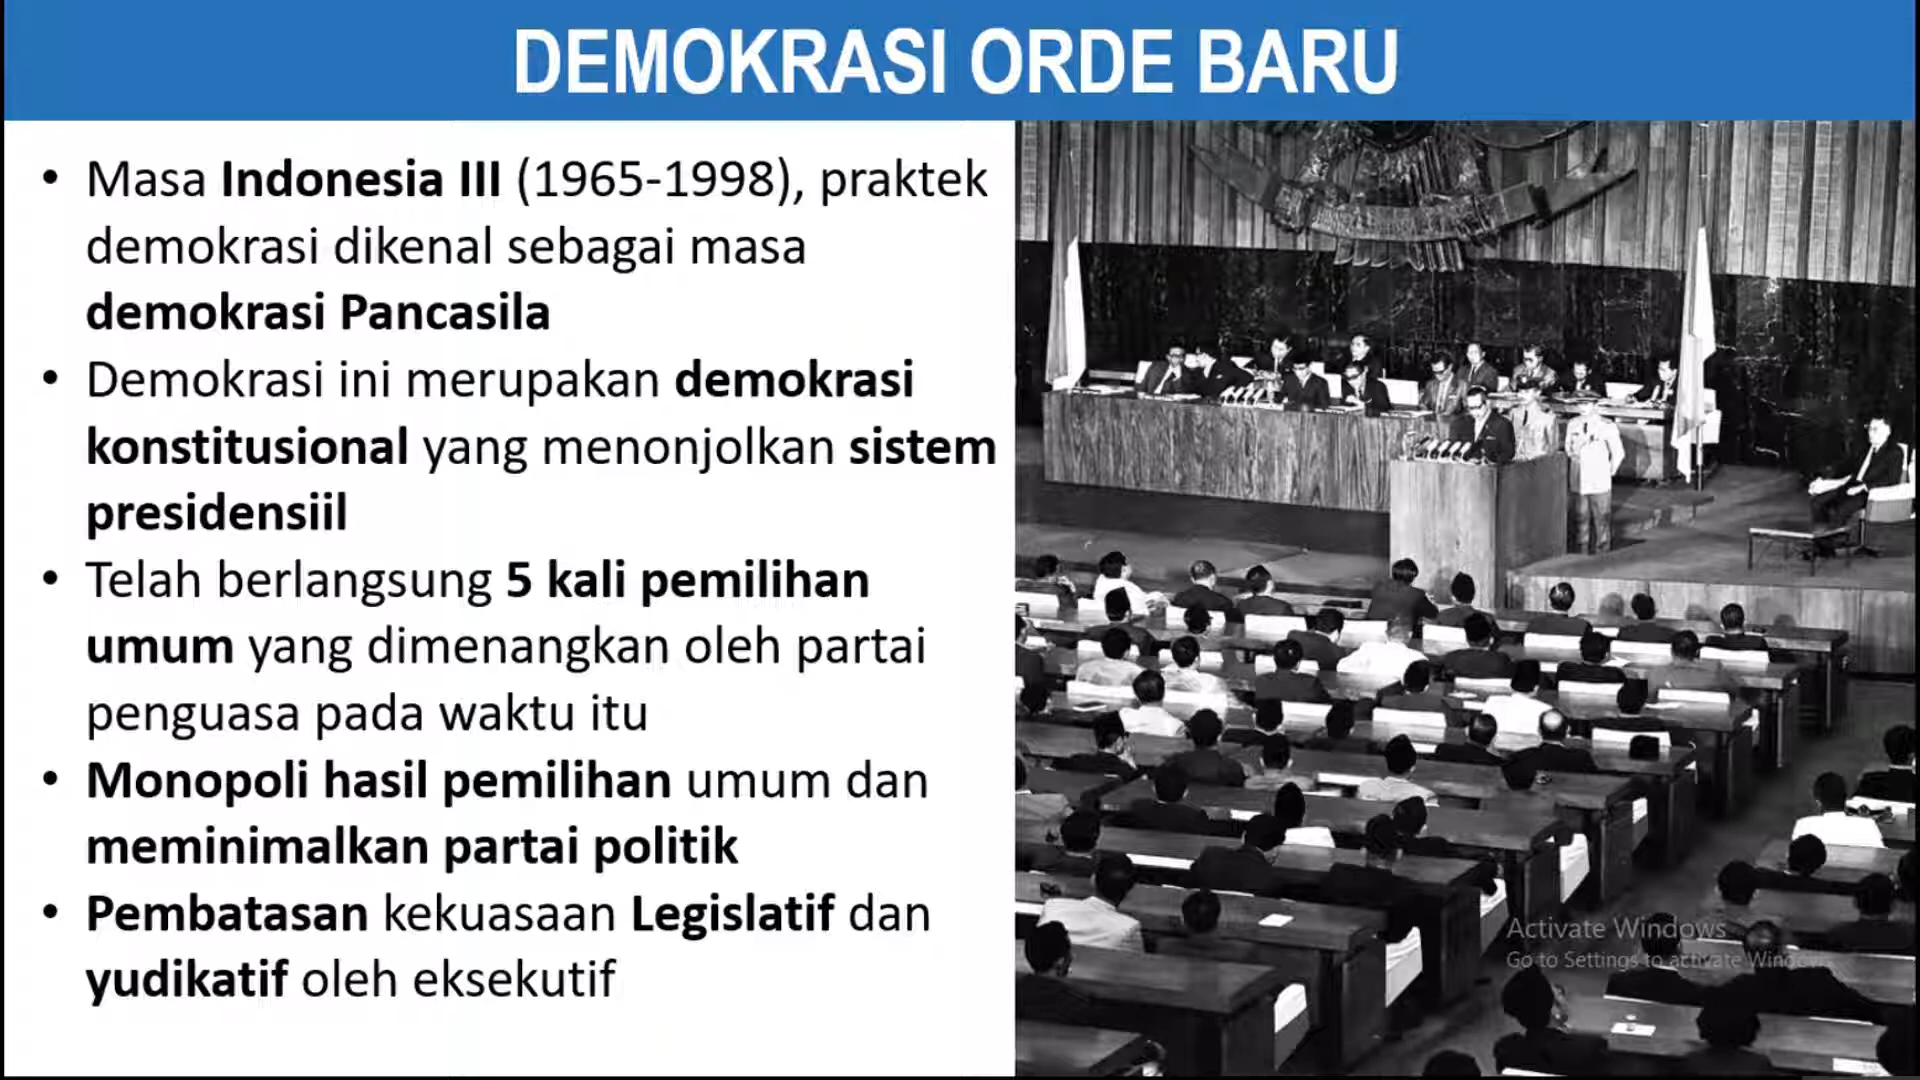 DEMOKRASI ORDE BARU
• Masa Indonesia III (1965-1998), praktek
demokrasi dikenal sebagai masa
demokrasi Pancasila
• Demokrasi ini merupakan demokrasi
konstitusional yang menonjolkan sistem
presidensiil
• Telah berlangsung 5 kali pemilihan
umum yang dimenangkan oleh partai
penguasa pada waktu itu
• Monopoli hasil pemilihan umum dan
meminimalkan partai politik
• Pembatasan kekuasaan Legislatif dan
yudikatif oleh eksekutif
Activate Windows
Go to Settings to activate Windows